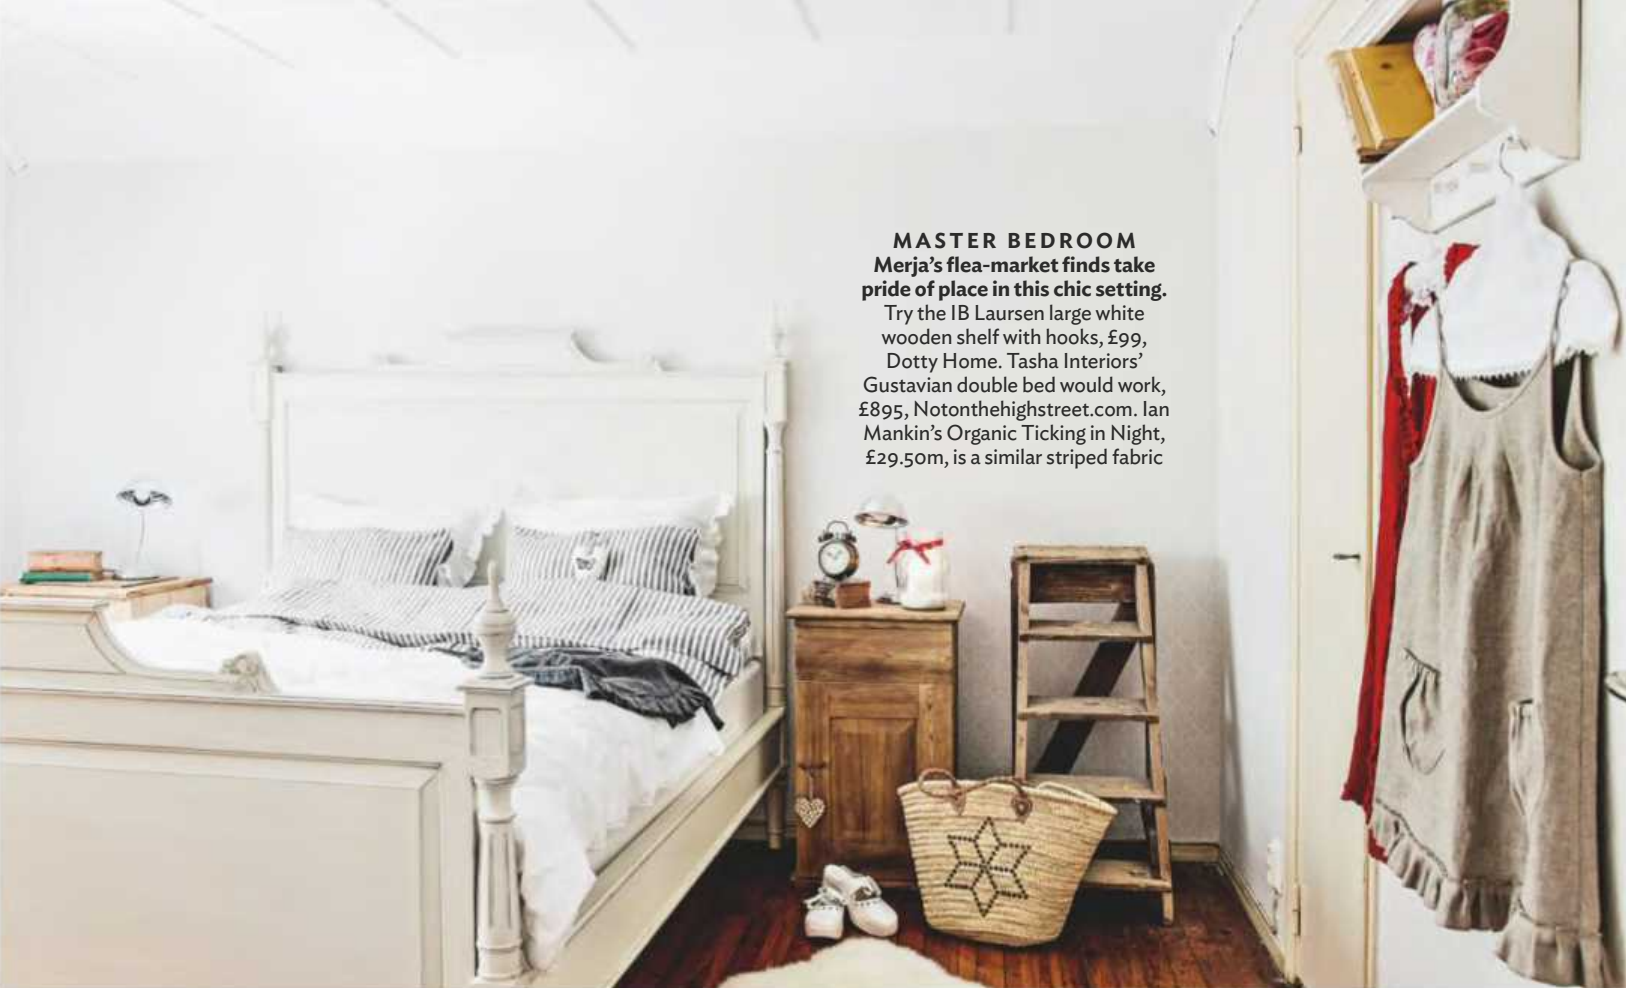 MASTER BEDROOM
Merja’s flea-market finds take
pride of place in this chic setting.
Try the IB Laursen large white
wooden shelf with hooks, £99,
Dotty Home. Tasha Interiors’
Gustavian double bed would work,
£895, Notonthehighstreet.com. Ian
Mankin’s Organic Ticking in Night,
£29.50m, is a similar striped fabric